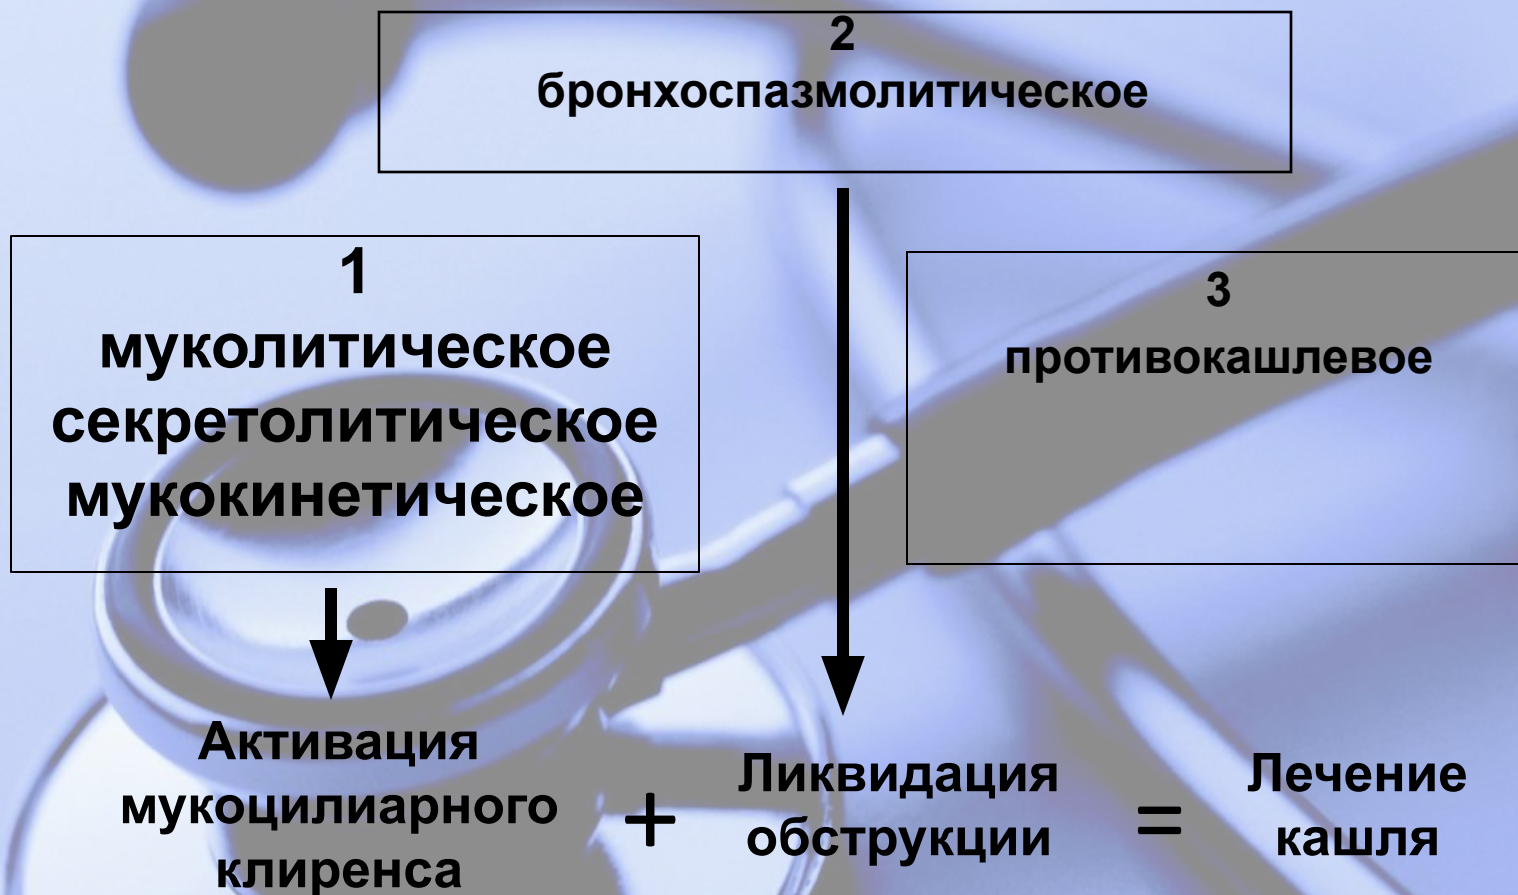 2
бронхоспазмолитическое
1
муколитическое
секретолитическое
мукокинетическое
3
противокашлевое
Активация
мукоцилиарного
клиренса
+
Ликвидация
обструкции
=
Лечение
кашля